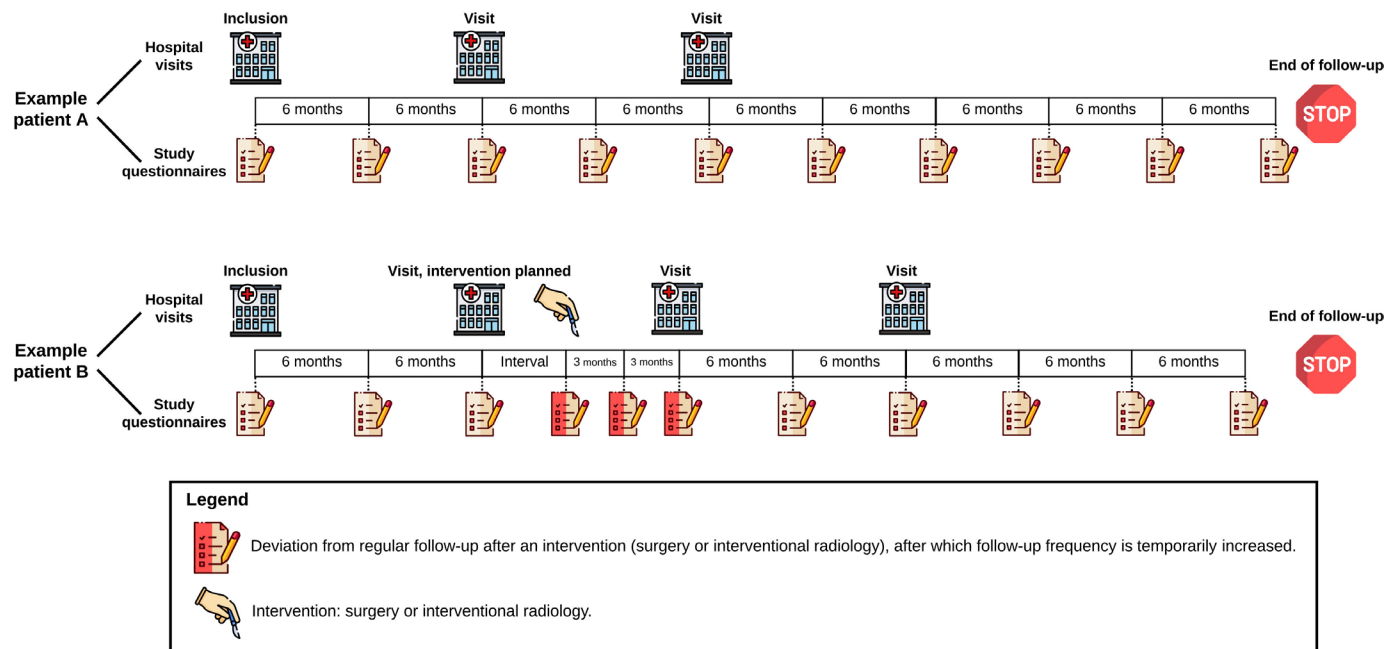 Inclusion
Visit
Visit
Hospital
visits
End of follow-up
Example
patient A
6 months
6 months
6 months
6 months
6 months
6 months
6 months
6 months
6 months
STOP
Study
questionnaires
Inclusion
Visit, intervention planned
Visit
Visit
Hospital
visits
End of follow-up
Example
patient B
6 months
6 months
Interval
3 months
3 months
6 months
6 months
6 months
6 months
6 months
STOP
Study
questionnaires
Legend
Deviation from regular follow-up after an intervention (surgery or interventional radiology), after which follow-up frequency is temporarily increased.
Intervention: surgery or interventional radiology.